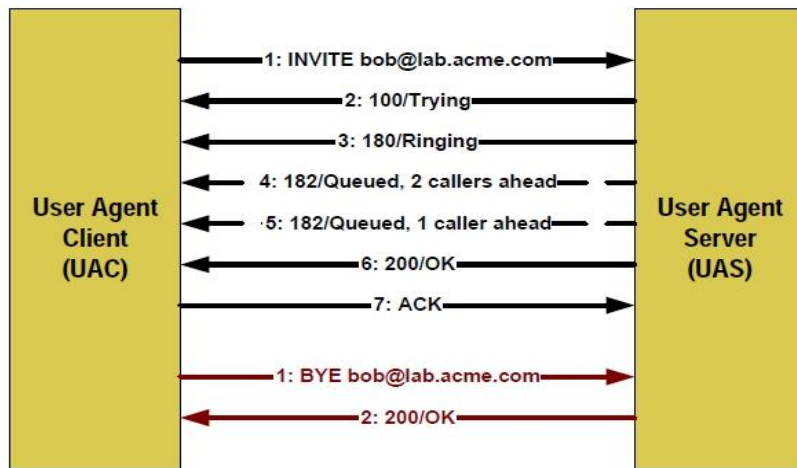 1: INVITE bob@lab.acme.com
2: 100/Trying
3: 180/Ringing
4: 182/Queued, 2 callers ahead
5: 182/Queued, 1 caller ahead
6: 200/OK
7: ACK
1: BYE bob@lab.acme.com
2: 200/OK
User Agent
Client
(UAC)
User Agent
Server
(UAS)